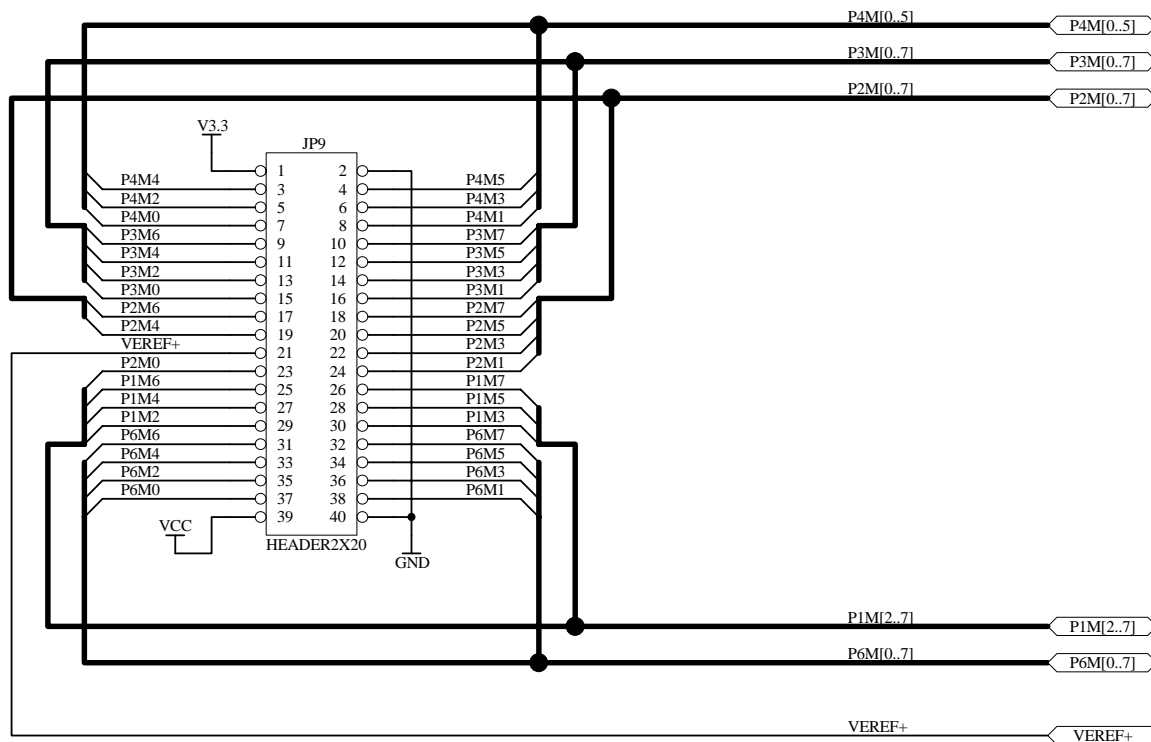 P4M[0..5] P4M[0..5]
P3M[0..7] P3M[0..7]
P2M[0..7] P2M[0..7]
V3.3
JP9
1 2
P4M4 3 4 P4M5
P4M2 5 6 P4M3
P4M0 7 8 P4M1
P3M6 9 10 P3M7
P3M4 11 12 P3M5
P3M2 13 14 P3M3
P3M0 15 16 P3M1
P2M6 17 18 P2M7
P2M4 19 20 P2M5
VEREF+ 21 22 P2M3
P2M0 23 24 P2M1
P1M6 25 26 P1M7
P1M4 27 28 P1M5
P1M2 29 30 P1M3
P6M6 31 32 P6M7
P6M4 33 34 P6M5
P6M2 35 36 P6M3
P6M0 37 38 P6M1
VCC 39 40
HEADER2X20
GND
P1M[2..7] P1M[2..7]
P6M[0..7] P6M[0..7]
VEREF+ VEREF+